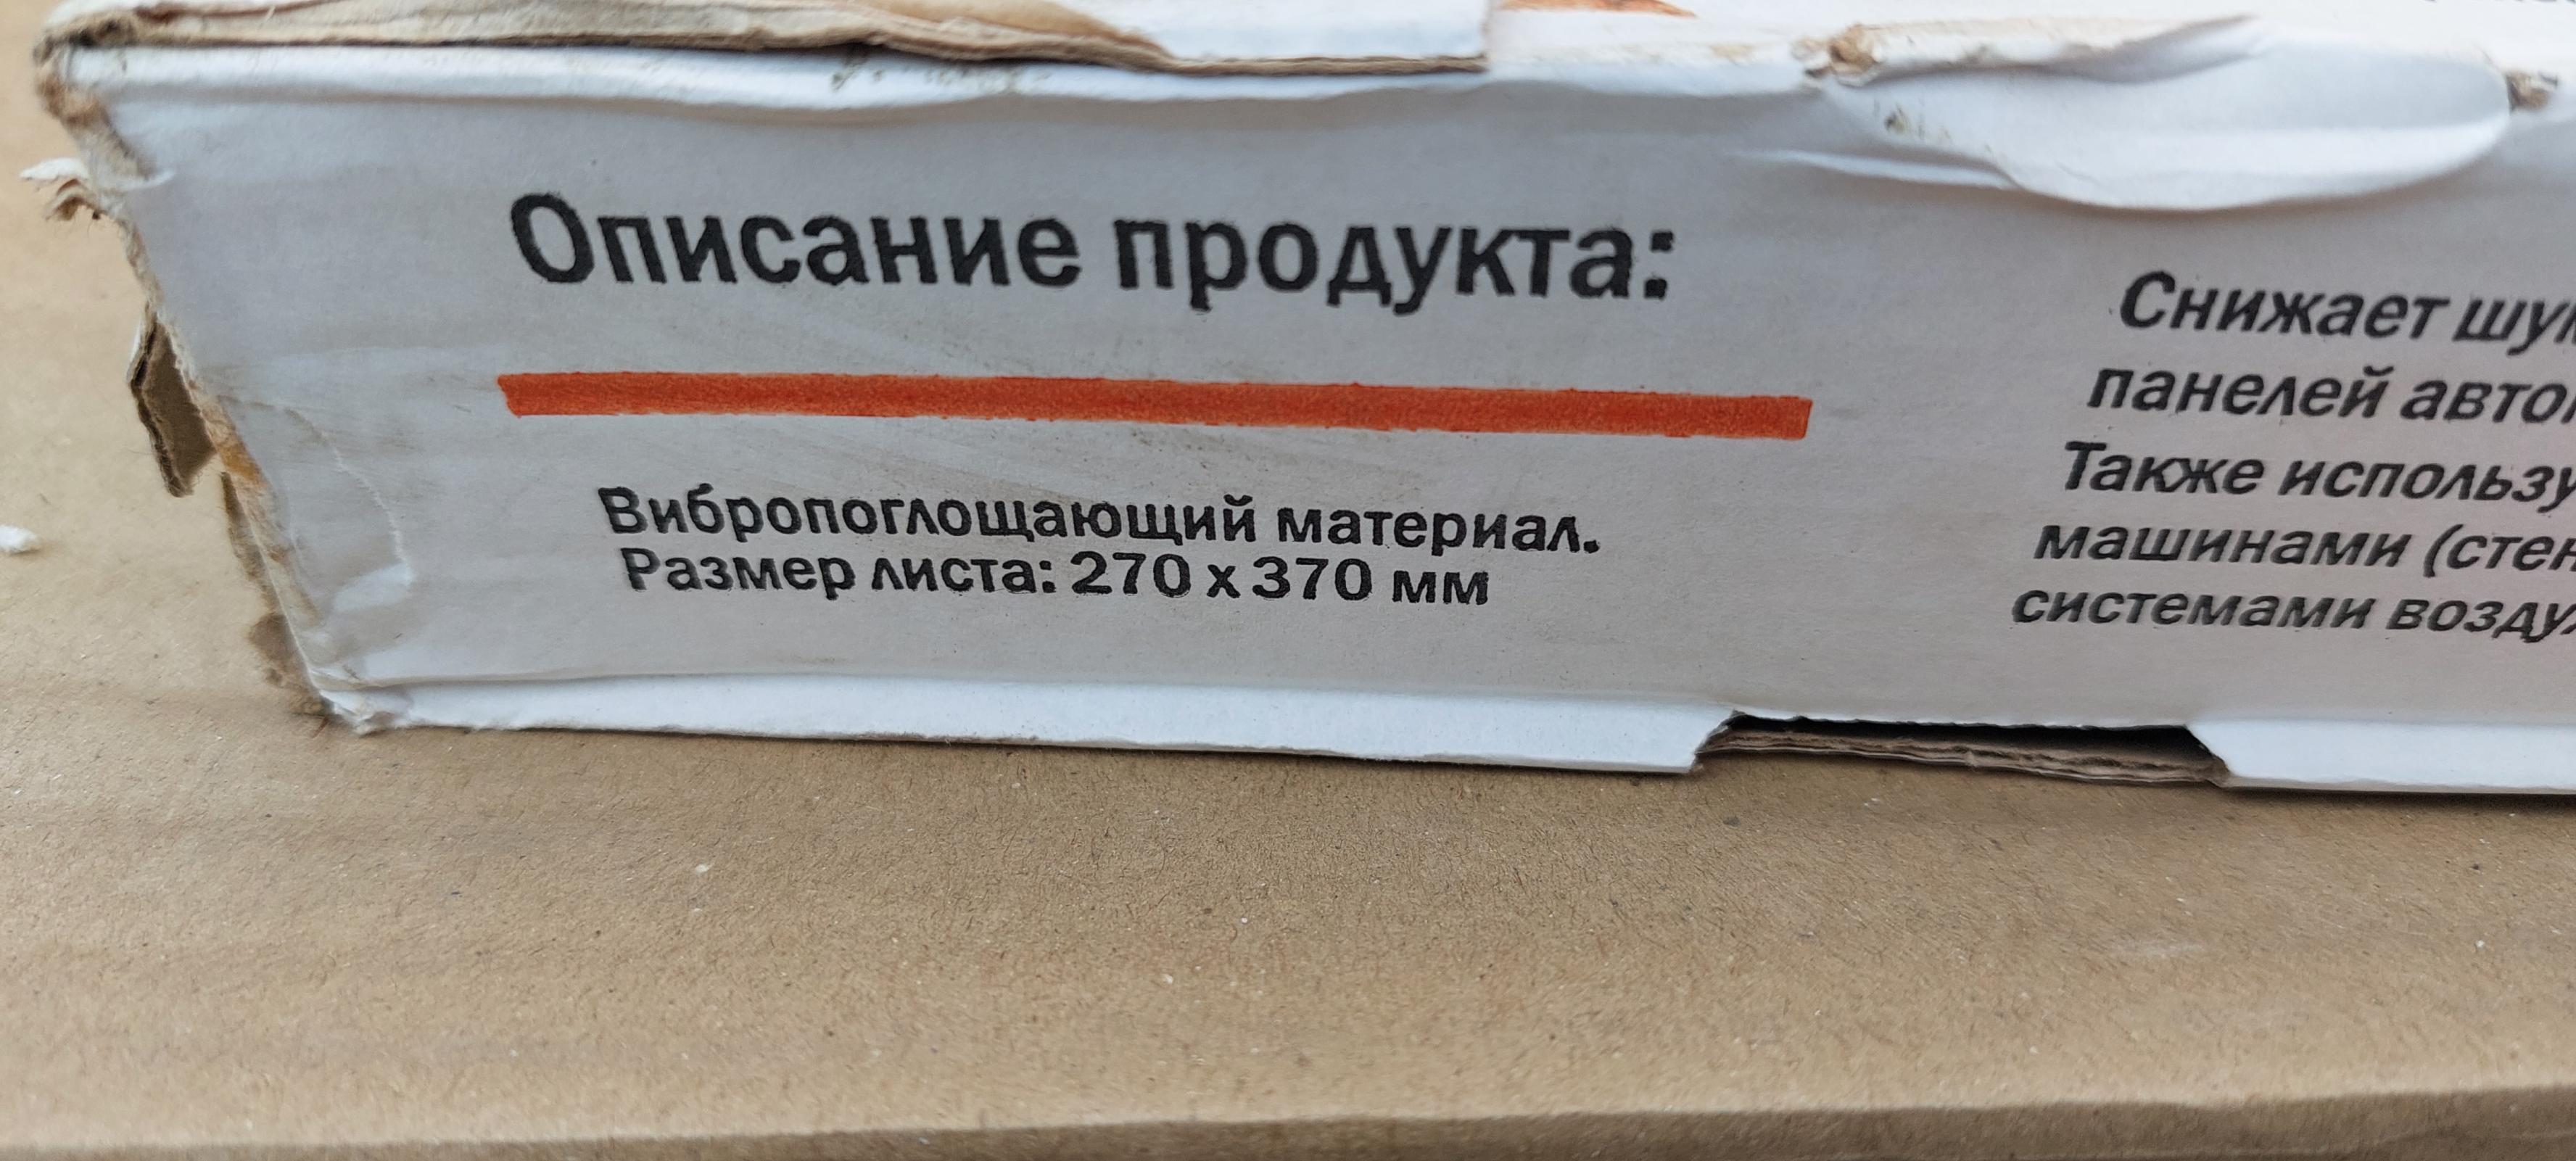 Описание продукта:
Вибропоглощающий материал.
Размер листа: 270 x 370 мм
Снижает
панелей
Также
машинами
системами